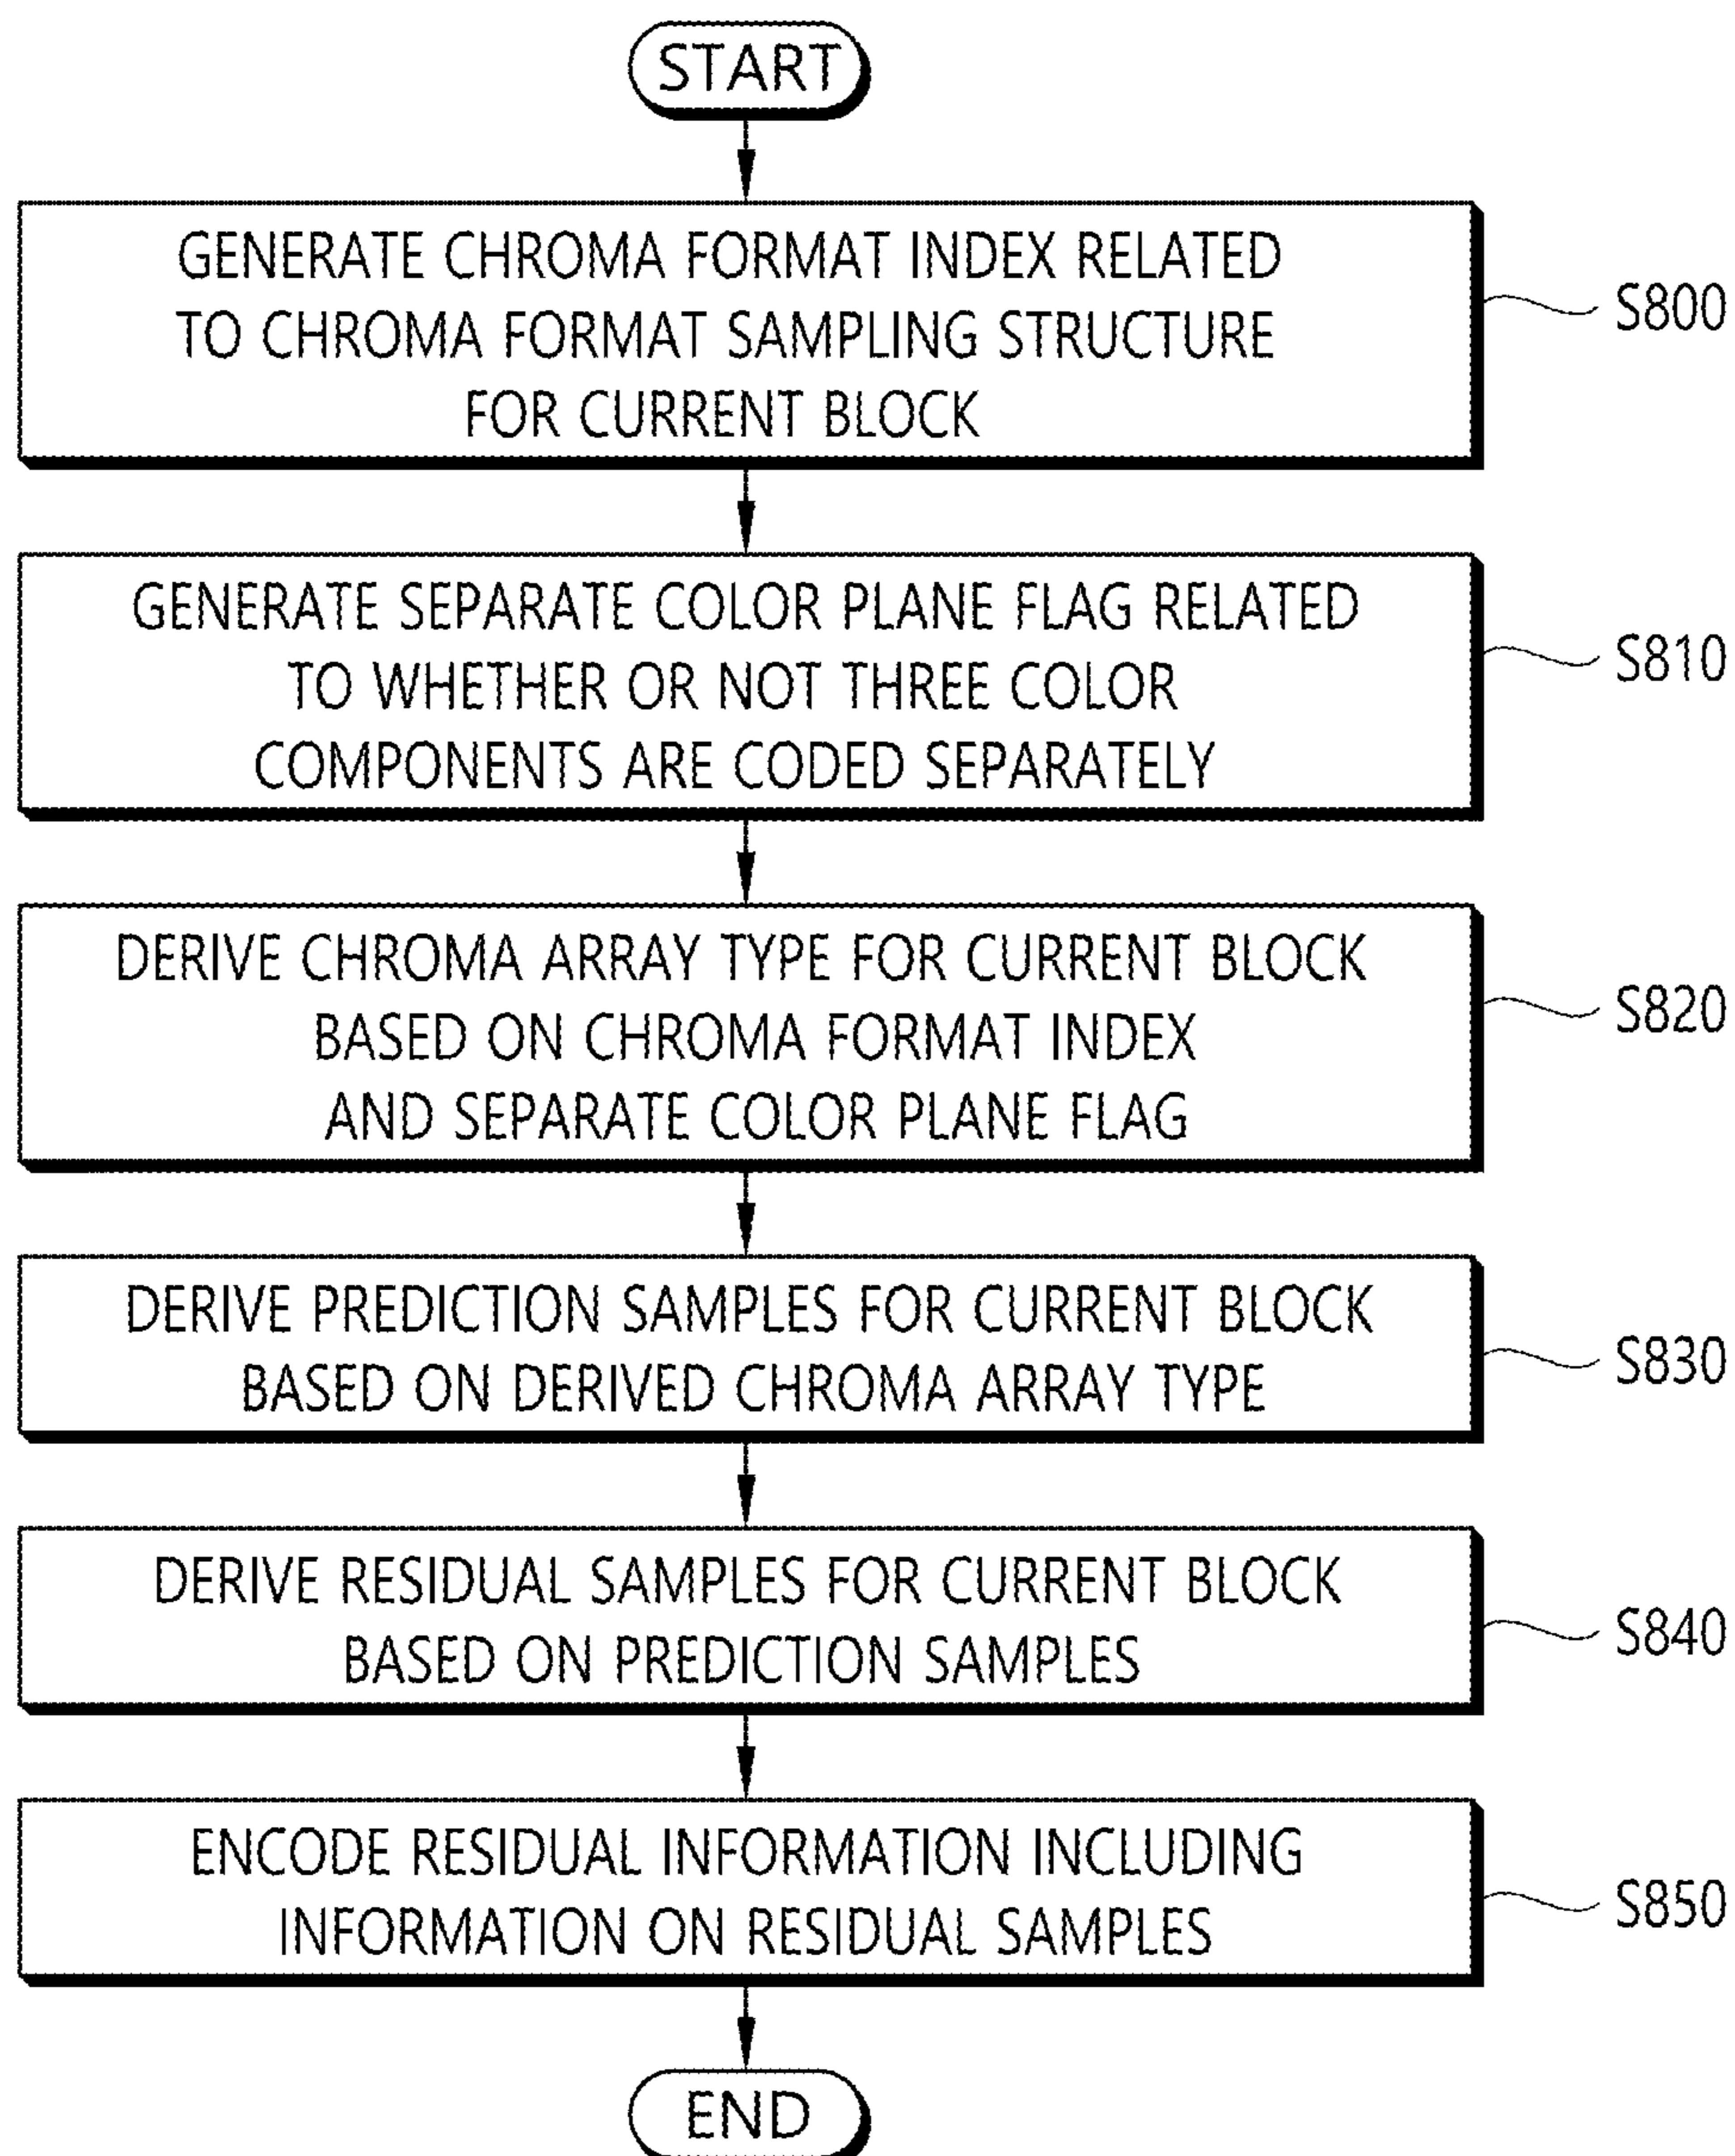 START
GENERATE CHROMA FORMAT INDEX RELATED
TO CHROMA FORMAT SAMPLING STRUCTURE
FOR CURRENT BLOCK
S800
GENERATE SEPARATE COLOR PLANE FLAG RELATED
TO WHETHER OR NOT THREE COLOR
COMPONENTS ARE CODED SEPARATELY
S810
DERIVE CHROMA ARRAY TYPE FOR CURRENT BLOCK
BASED ON CHROMA FORMAT INDEX
AND SEPARATE COLOR PLANE FLAG
S820
DERIVE PREDICTION SAMPLES FOR CURRENT BLOCK
BASED ON DERIVED CHROMA ARRAY TYPE
S830
DERIVE RESIDUAL SAMPLES FOR CURRENT BLOCK
BASED ON PREDICTION SAMPLES
S840
ENCODE RESIDUAL INFORMATION INCLUDING
INFORMATION ON RESIDUAL SAMPLES
S850
END